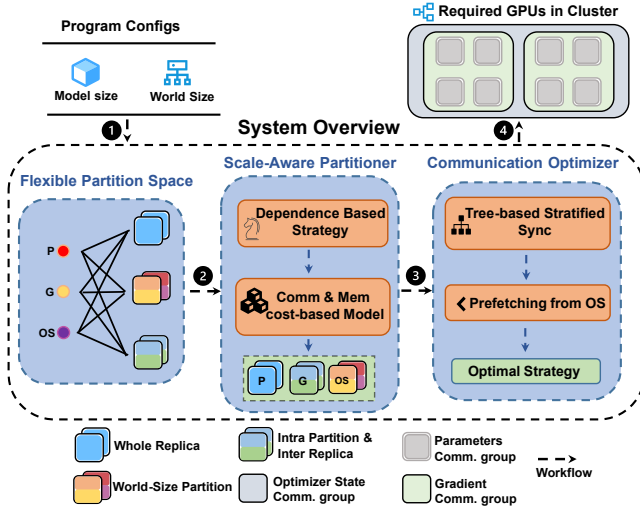 Program Configs
Model size
World Size
Required GPUs in Cluster
1
4
System Overview
Flexible Partition Space
P
G
OS
2
Scale-Aware Partitioner
Dependence Based
Strategy
Comm & Mem
cost-based Model
P
G
OS
3
Communication Optimizer
Tree-based Stratified
Sync
Prefetching from OS
Optimal Strategy
Whole Replica
World-Size Partition
Intra Partition &
Inter Replica
Optimizer State
Comm. group
Parameters
Comm. group
Gradient
Comm. group
Workflow